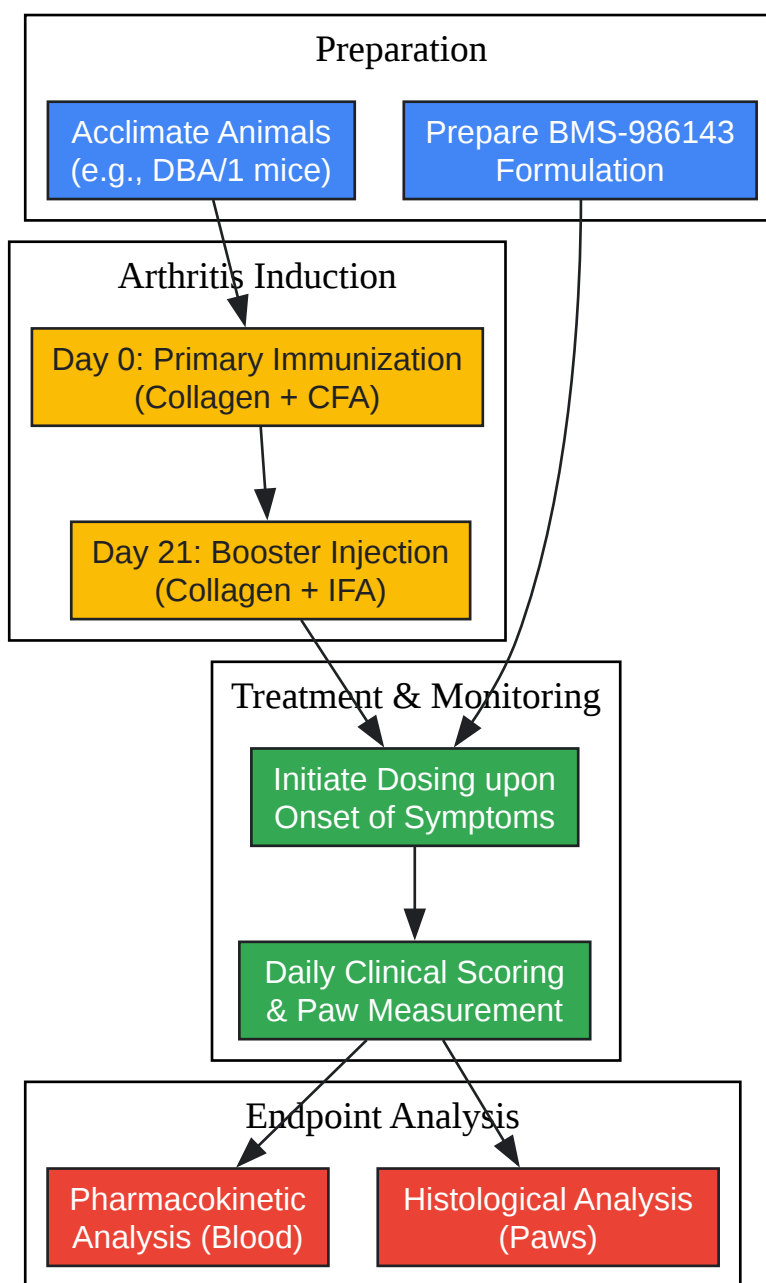 Preparation
Acclimate Animals
(e.g., DBA/1 mice)
Prepare BMS-986143
Formulation
Arthritis Induction
Day 0: Primary Immunization
(Collagen + CFA)
Day 21: Booster Injection
(Collagen + IFA)
Treatment & Monitoring
Initiate Dosing upon
Onset of Symptoms
Daily Clinical Scoring
& Paw Measurement
Endpoint Analysis
Pharmacokinetic
Analysis (Blood)
Histological Analysis
(Paws)